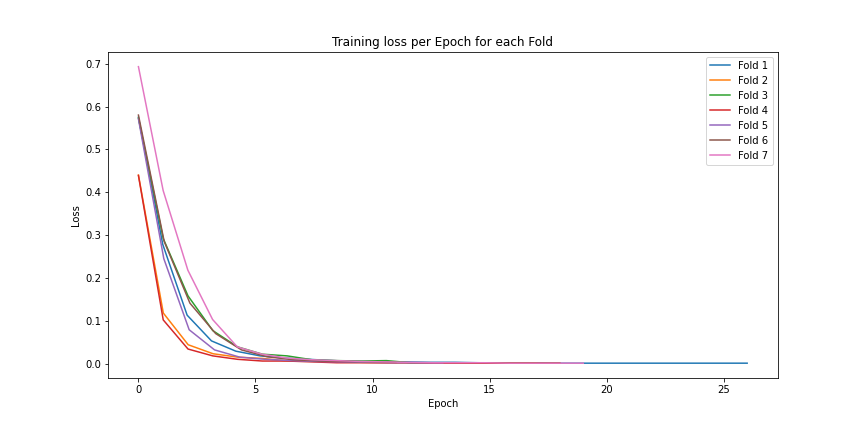 Training loss per Epoch for each Fold
Loss
0.7
0.6
0.5
0.4
0.3
0.2
0.1
0.0
Fold 1
Fold 2
Fold 3
Fold 4
Fold 5
Fold 6
Fold 7
0 5 10 15 20 25
Epoch